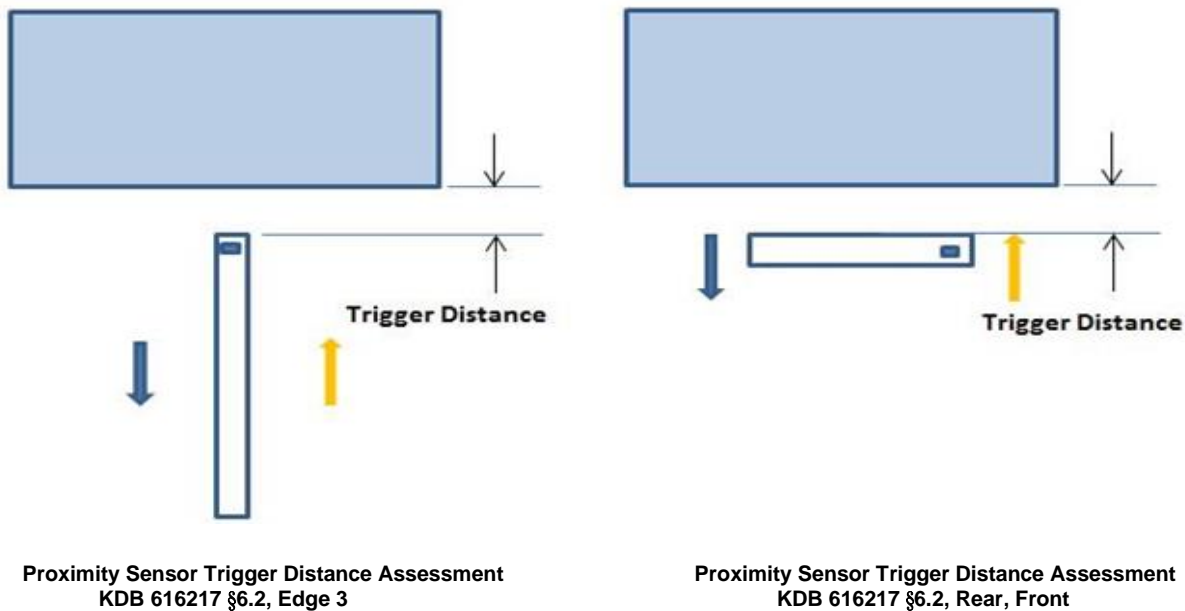 Trigger Distance
Trigger Distance
Proximity Sensor Trigger Distance Assessment
KDB 616217 §6.2, Edge 3
Proximity Sensor Trigger Distance Assessment
KDB 616217 §6.2, Rear, Front